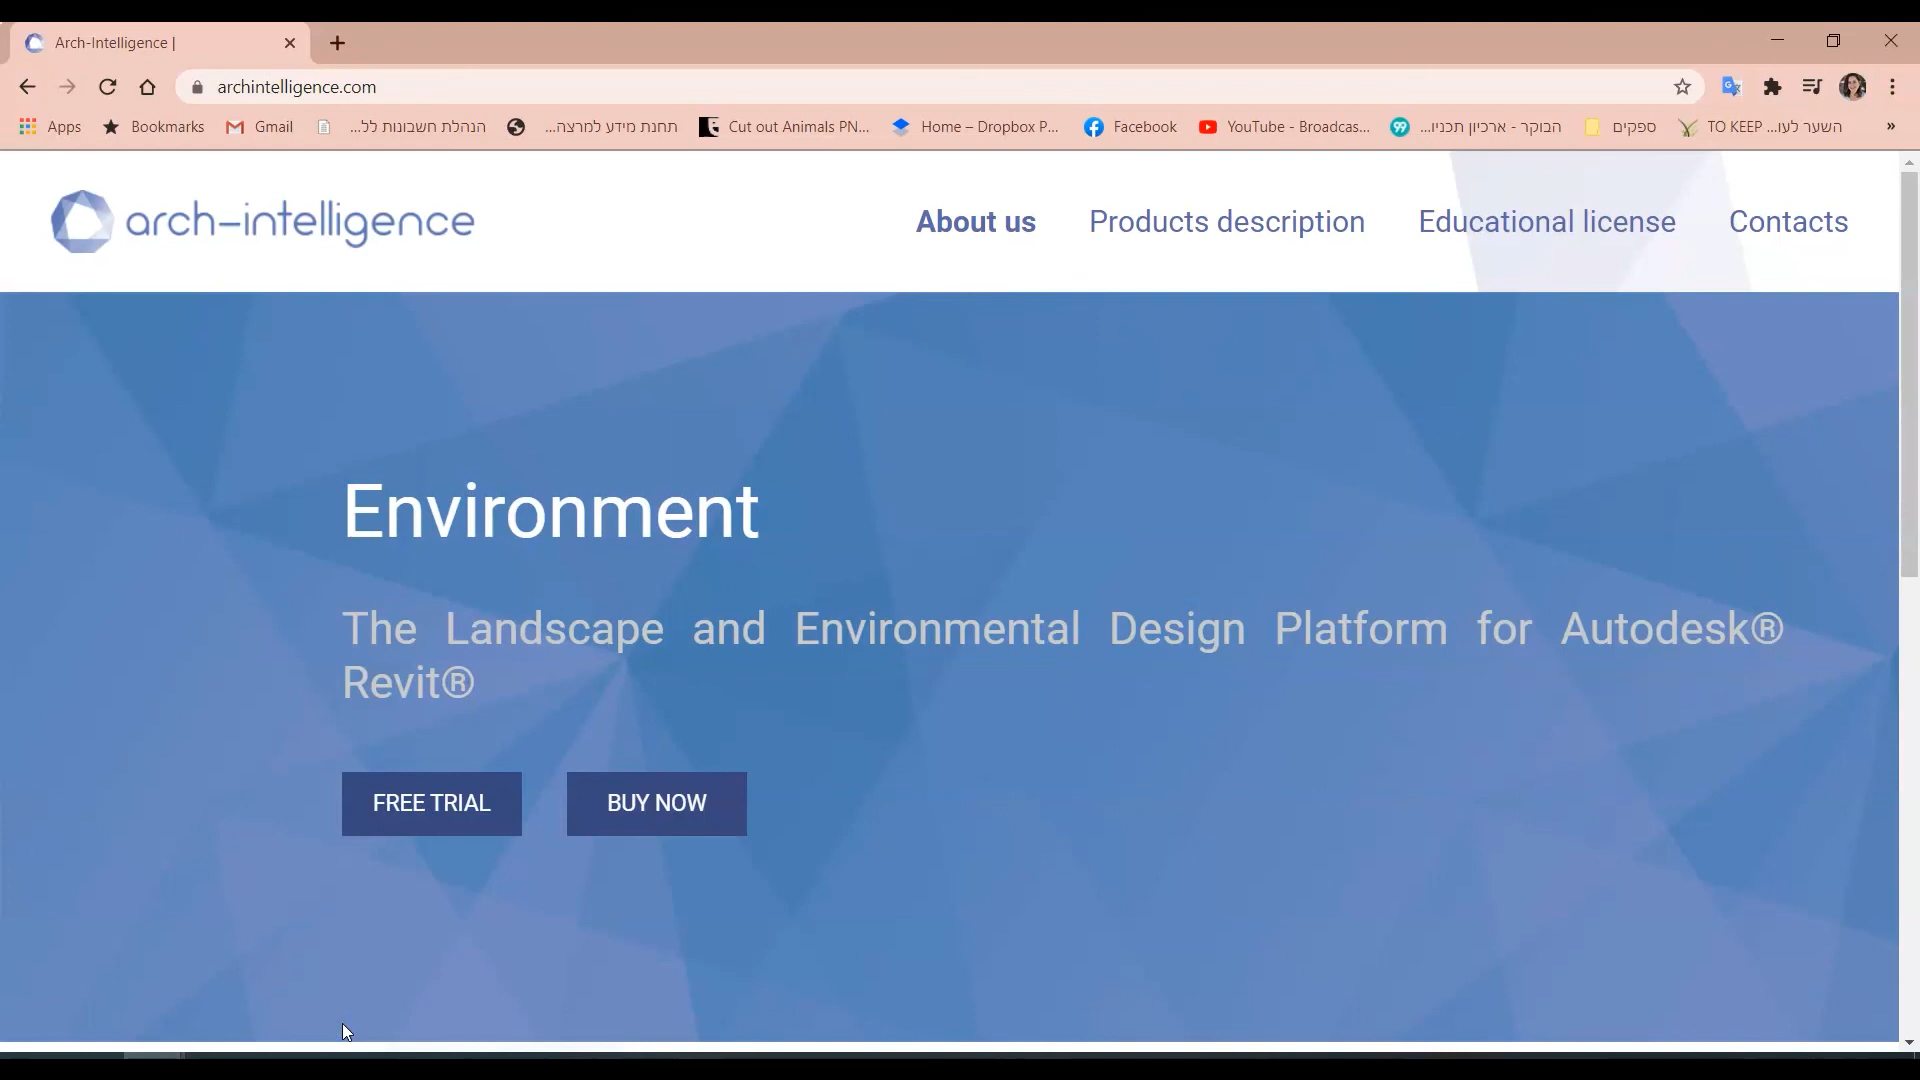 Arch-Intelligence |
archintelligence.com
Apps
Bookmarks
Gmail
הנהלת חשבונות לל...
תחנת מידע למרצה...
Cut out Animals PN...
Home – Dropbox P...
Facebook
YouTube - Broadcas...
99
הבוקר - ארכיון תכניו...
ספקים
TO KEEP ...השער לעו
»
arch-intelligence
About us
Products description
Educational license
Contacts
Environment
The Landscape and Environmental Design Platform for Autodesk®
Revit®
FREE TRIAL
BUY NOW